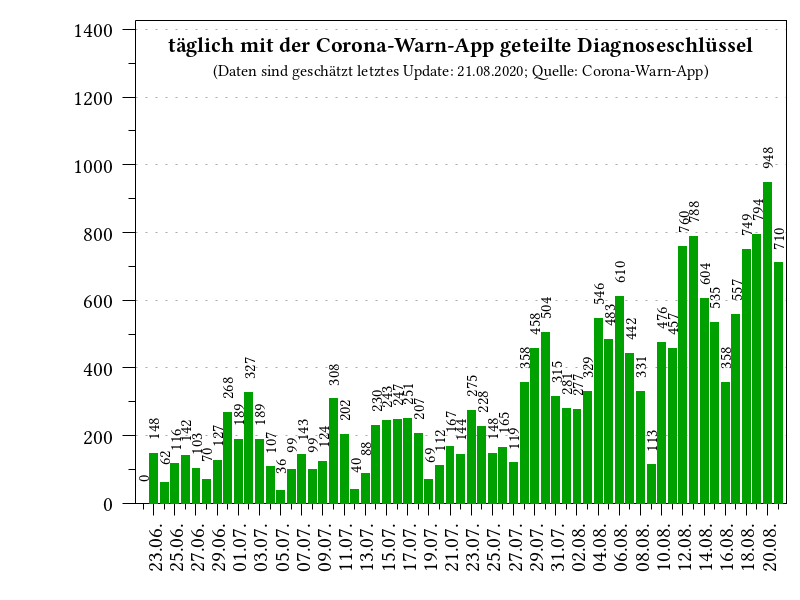 täglich mit der Corona-Warn-App geteilte Diagnoseschlüssel
(Daten sind geschätzt letztes Update: 21.08.2020; Quelle: Corona-Warn-App)
1400
1200
1000
800
600
400
200
0
0 148 62 116 142 103 70 127 268 189 327 189 107 36 99 143 99 124 308 202 40 88 230 243 247 251 207 69 112 167 144 275 228 148 165 119 358 458 504 315 281 277 329 546 483 610 442 331 113 476 457 760 788 604 535 358 557 749 794 948 710
23.06. 25.06. 27.06. 29.06. 01.07. 03.07. 05.07. 07.07. 09.07. 11.07. 13.07. 15.07. 17.07. 19.07. 21.07. 23.07. 25.07. 27.07. 29.07. 31.07. 02.08. 04.08. 06.08. 08.08. 10.08. 12.08. 14.08. 16.08. 18.08. 20.08.